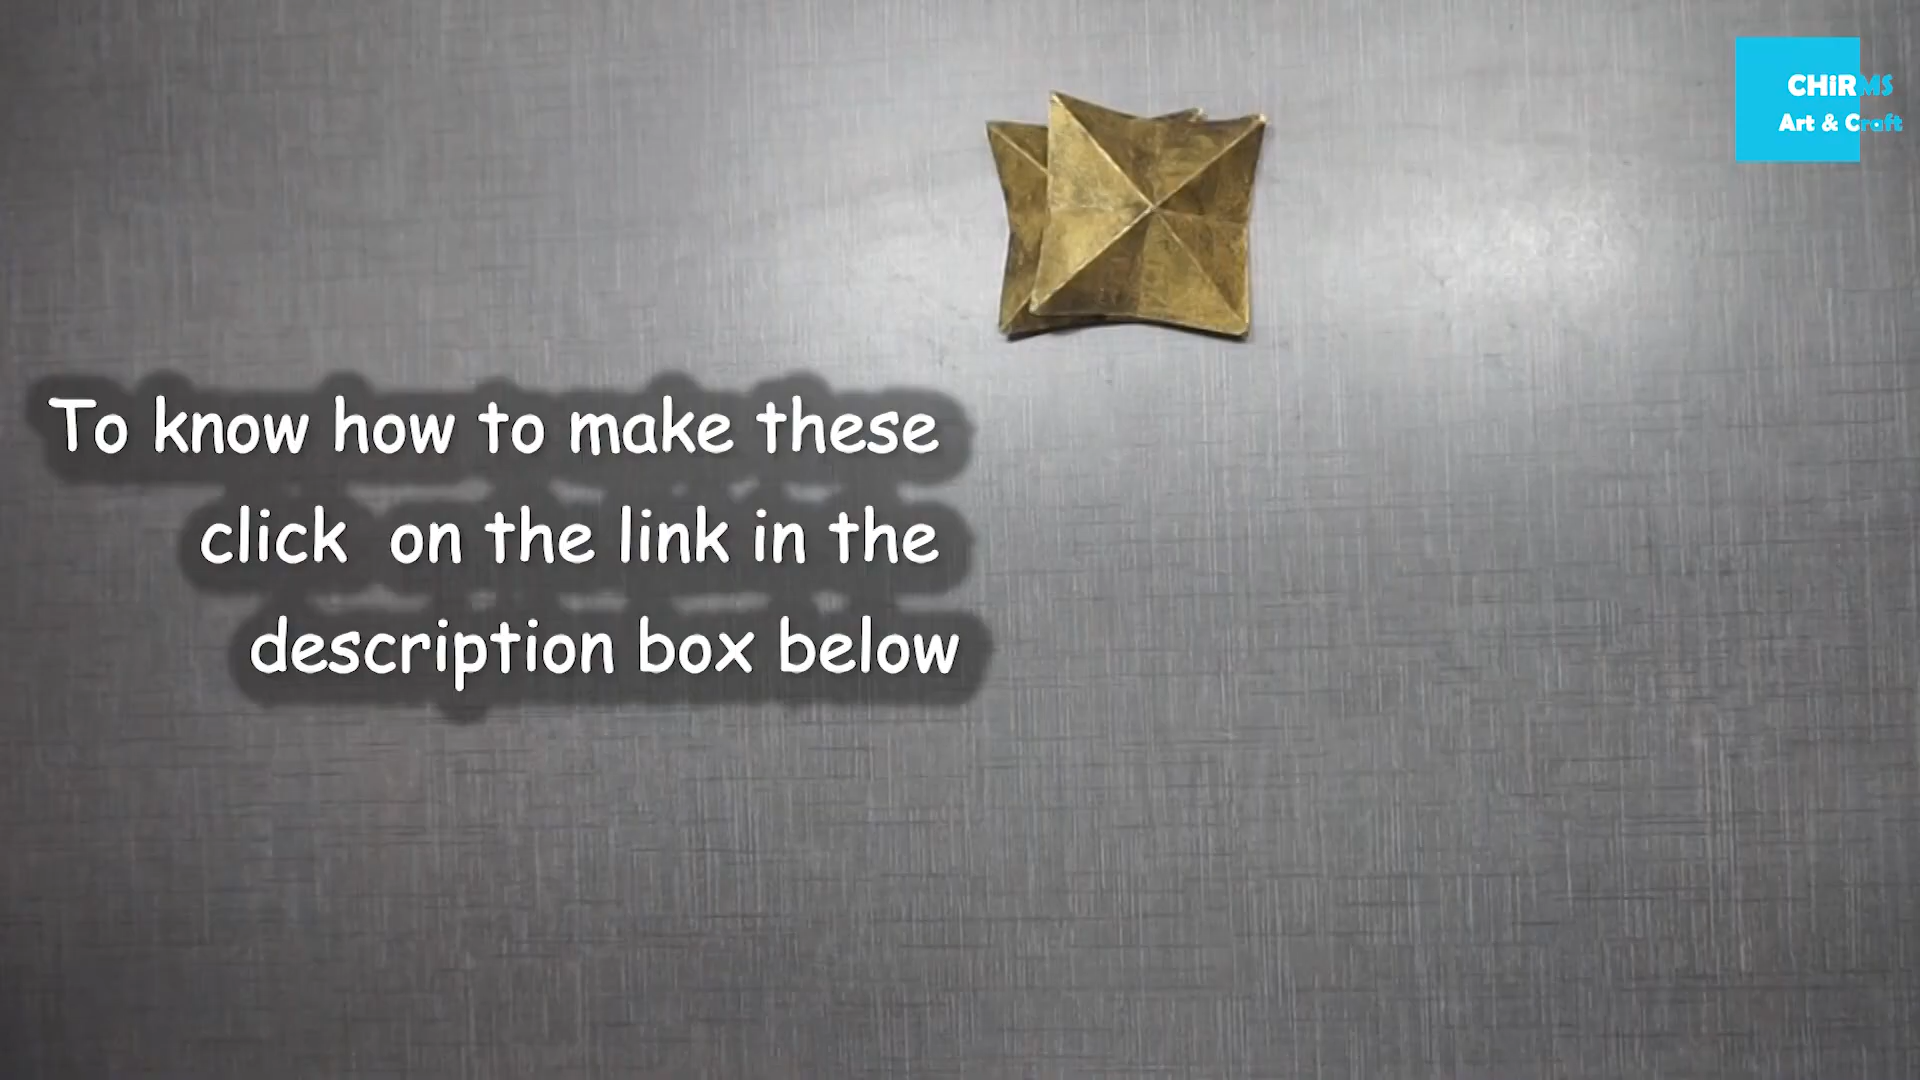 CHiRMS
Art & Craft
To know how to make these
click on the link in the
description box below